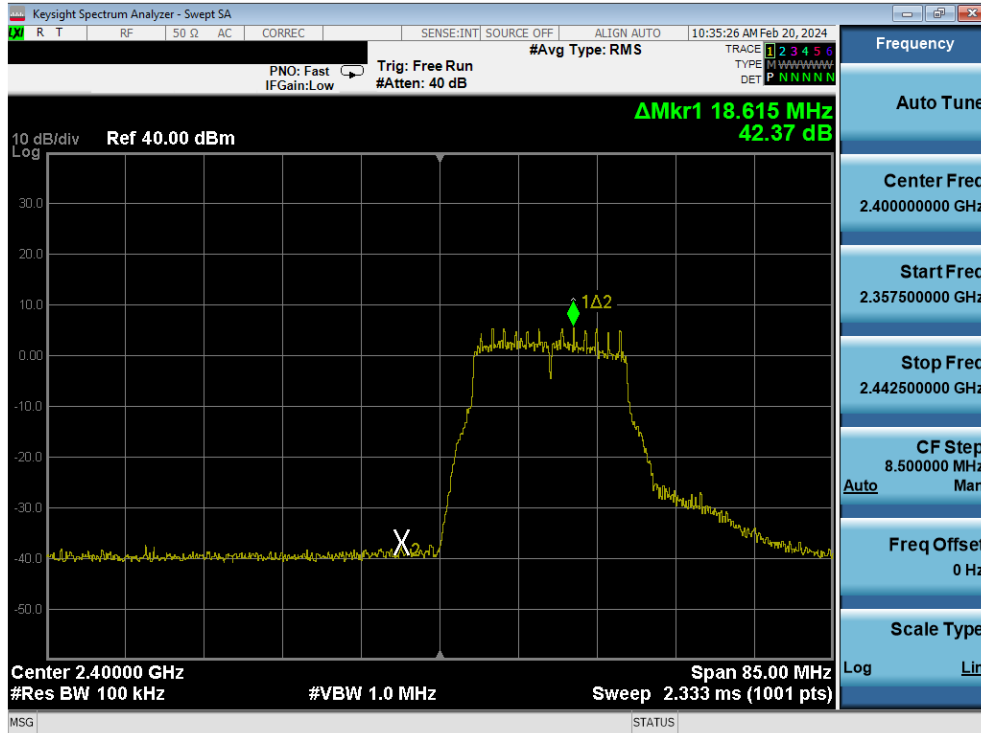 Keysight Spectrum Analyzer - Swept SA
LXI R T RF 50 Ω AC CORREC SENSE:INT SOURCE OFF ALIGN AUTO 10:35:26 AM Feb 20, 2024
#Avg Type: RMS
TRACE 1 2 3 4 5 6
PNO: Fast Trig: Free Run TYPE M W W W W W
IFGain:Low #Atten: 40 dB DET P N N N N N
ΔMkr1 18.615 MHz
42.37 dB
10 dB/div Ref 40.00 dBm
Log
30.0
20.0
10.0
1Δ2
0.00
-10.0
-20.0
-30.0
X2
-40.0
-50.0
Center 2.40000 GHz Span 85.00 MHz
#Res BW 100 kHz #VBW 1.0 MHz Sweep 2.333 ms (1001 pts)
MSG STATUS
Frequency
Auto Tune
Center Freq
2.400000000 GHz
Start Freq
2.357500000 GHz
Stop Freq
2.442500000 GHz
CF Step
8.500000 MHz
Auto Man
Freq Offset
0 Hz
Scale Type
Log Lin